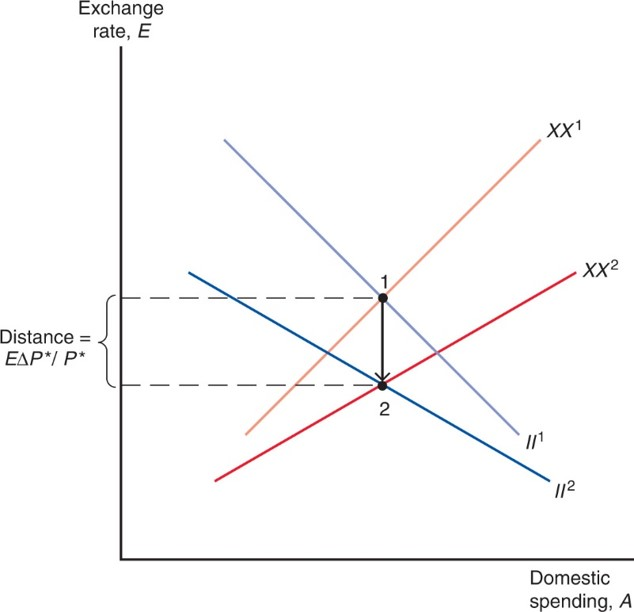 Exchange
rate, E
XX¹
1
XX²
Distance =
EΔP*/ P*
2
II¹
II²
Domestic
spending, A